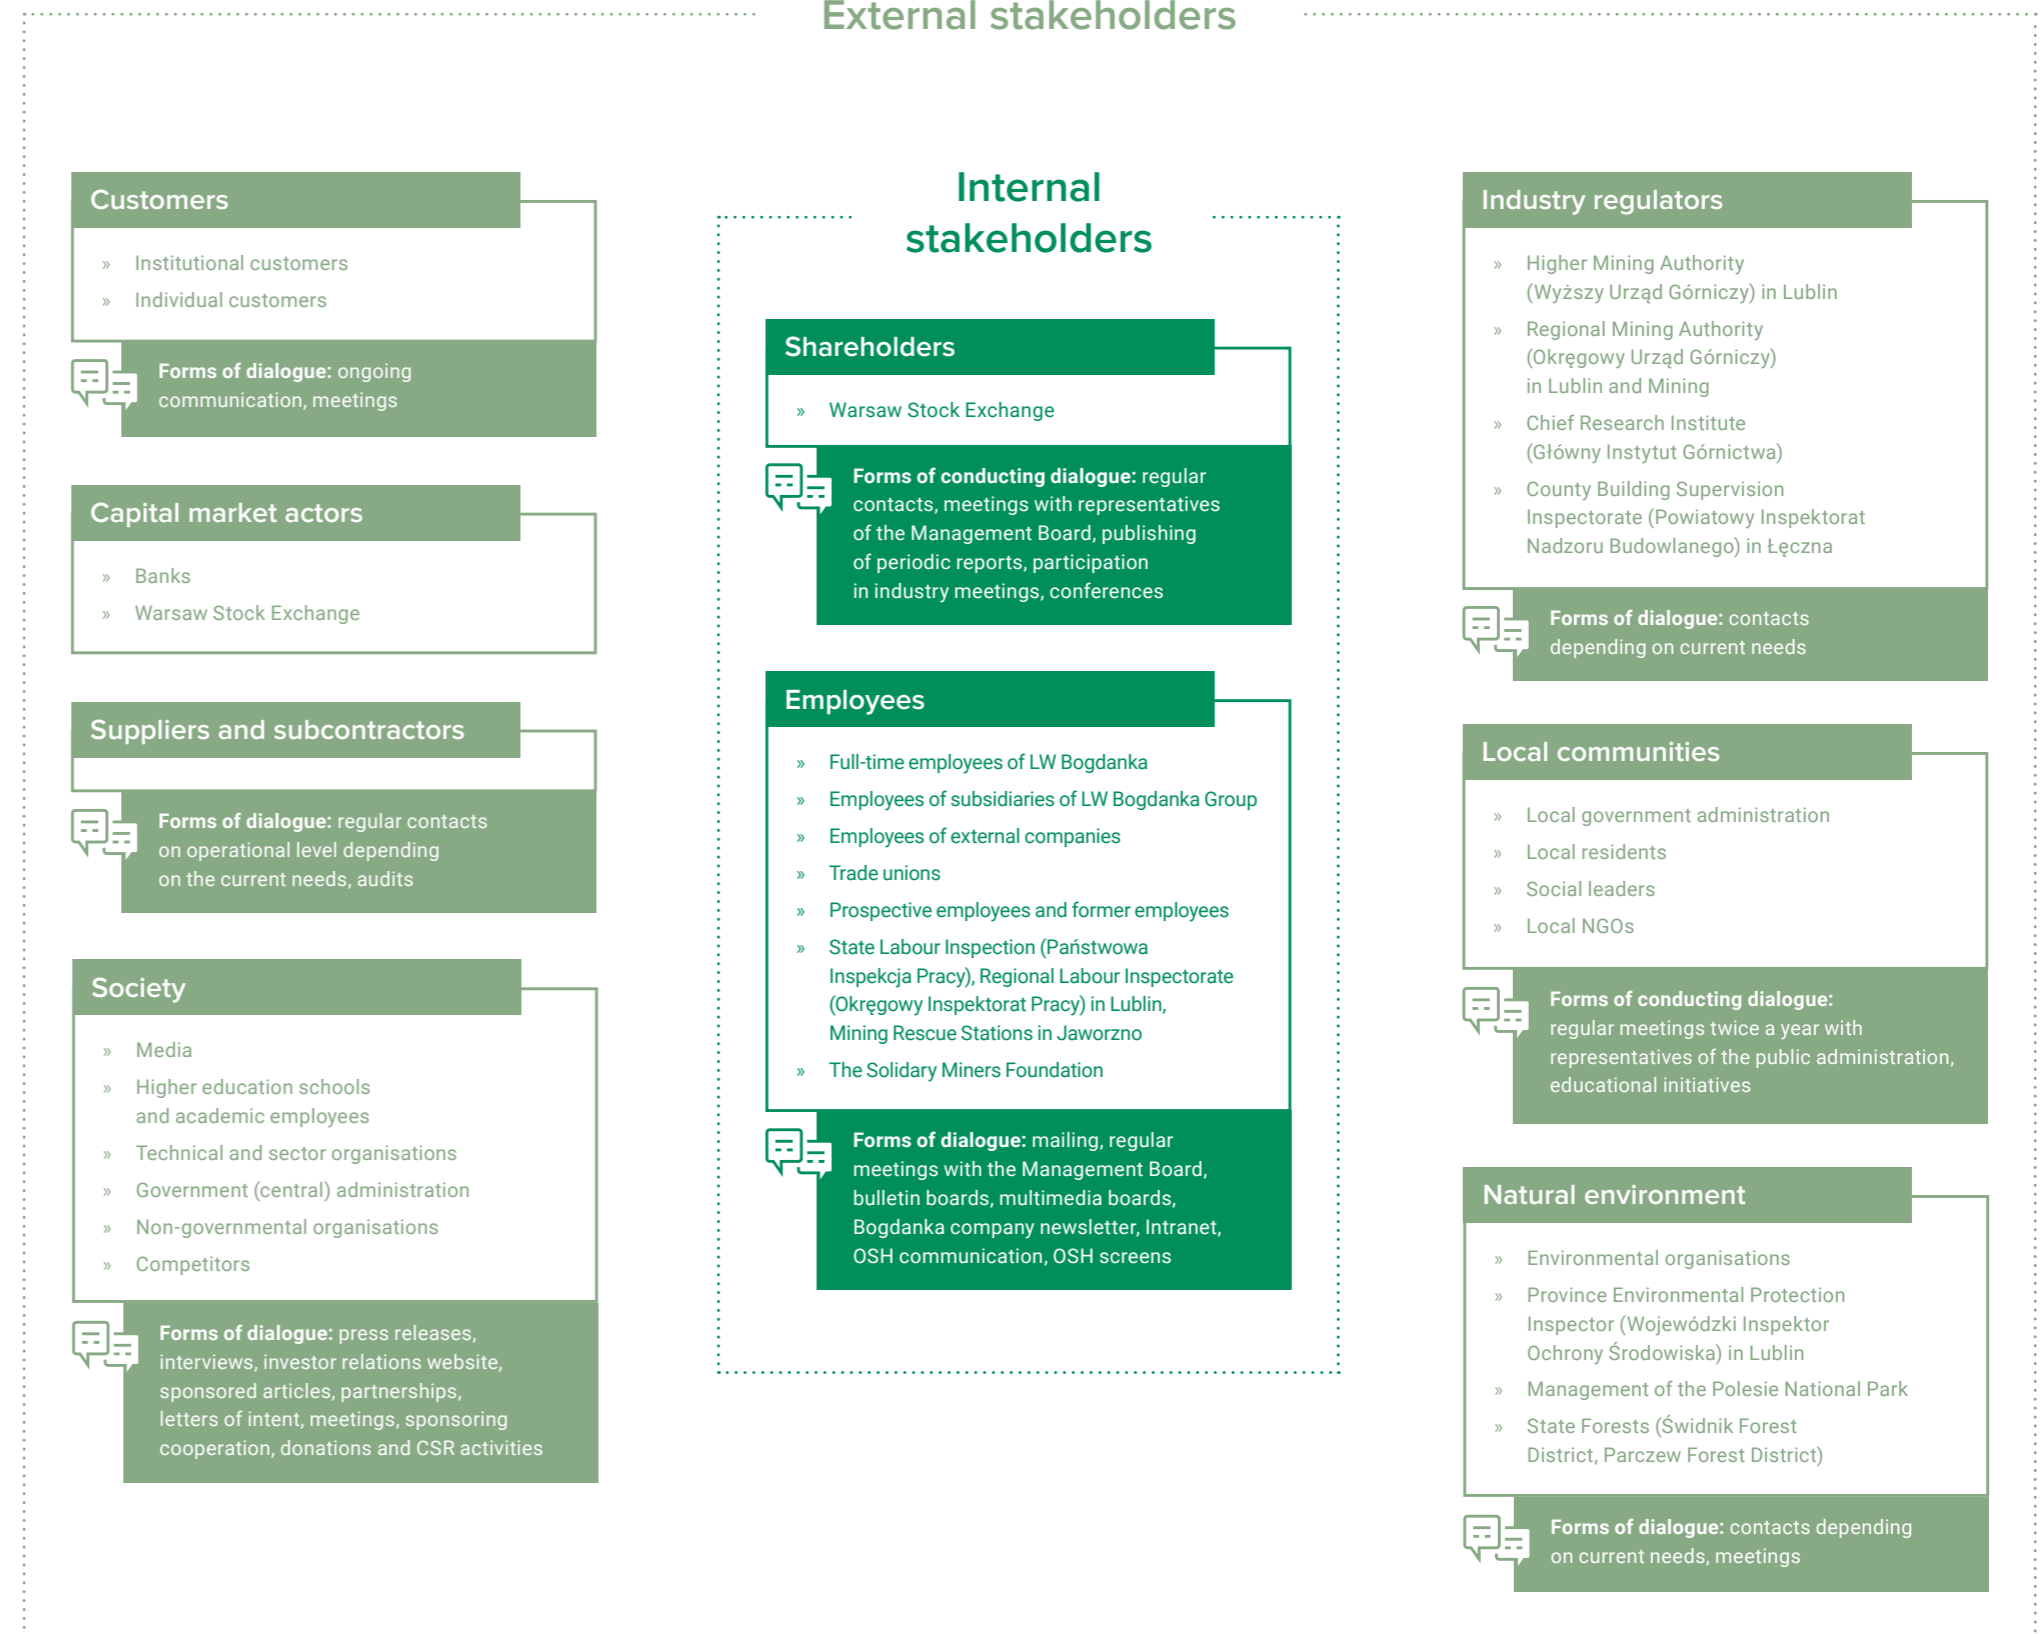 External stakeholders
Customers
» Institutional customers
» Individual customers
Forms of dialogue: ongoing
communication, meetings
Capital market actors
» Banks
» Warsaw Stock Exchange
Suppliers and subcontractors
Forms of dialogue: regular contacts
on operational level depending
on the current needs, audits
Society
» Media
» Higher education schools
and academic employees
» Technical and sector organisations
» Government (central) administration
» Non-governmental organisations
» Competitors
Forms of dialogue: press releases,
interviews, investor relations website,
sponsored articles, partnerships,
letters of intent, meetings, sponsoring
cooperation, donations and CSR activities
Internal
stakeholders
Shareholders
» Warsaw Stock Exchange
Forms of conducting dialogue: regular
contacts, meetings with representatives
of the Management Board, publishing
of periodic reports, participation
in industry meetings, conferences
Employees
» Full-time employees of LW Bogdanka
» Employees of subsidiaries of LW Bogdanka Group
» Employees of external companies
» Trade unions
» Prospective employees and former employees
» State Labour Inspection (Państwowa
Inspekcja Pracy), Regional Labour Inspectorate
(Okręgowy Inspektorat Pracy) in Lublin,
Mining Rescue Stations in Jaworzno
» The Solidary Miners Foundation
Forms of dialogue: mailing, regular
meetings with the Management Board,
bulletin boards, multimedia boards,
Bogdanka company newsletter, Intranet,
OSH communication, OSH screens
Industry regulators
» Higher Mining Authority
(Wyższy Urząd Górniczy) in Lublin
» Regional Mining Authority
(Okręgowy Urząd Górniczy)
in Lublin and Mining
» Chief Research Institute
(Główny Instytut Górnictwa)
» County Building Supervision
Inspectorate (Powiatowy Inspektorat
Nadzoru Budowlanego) in Łęczna
Forms of dialogue: contacts
depending on current needs
Local communities
» Local government administration
» Local residents
» Social leaders
» Local NGOs
Forms of conducting dialogue:
regular meetings twice a year with
representatives of the public administration,
educational initiatives
Natural environment
» Environmental organisations
» Province Environmental Protection
Inspector (Wojewódzki Inspektor
Ochrony Środowiska) in Lublin
» Management of the Polesie National Park
» State Forests (Świdnik Forest
District, Parczew Forest District)
Forms of dialogue: contacts depending
on current needs, meetings